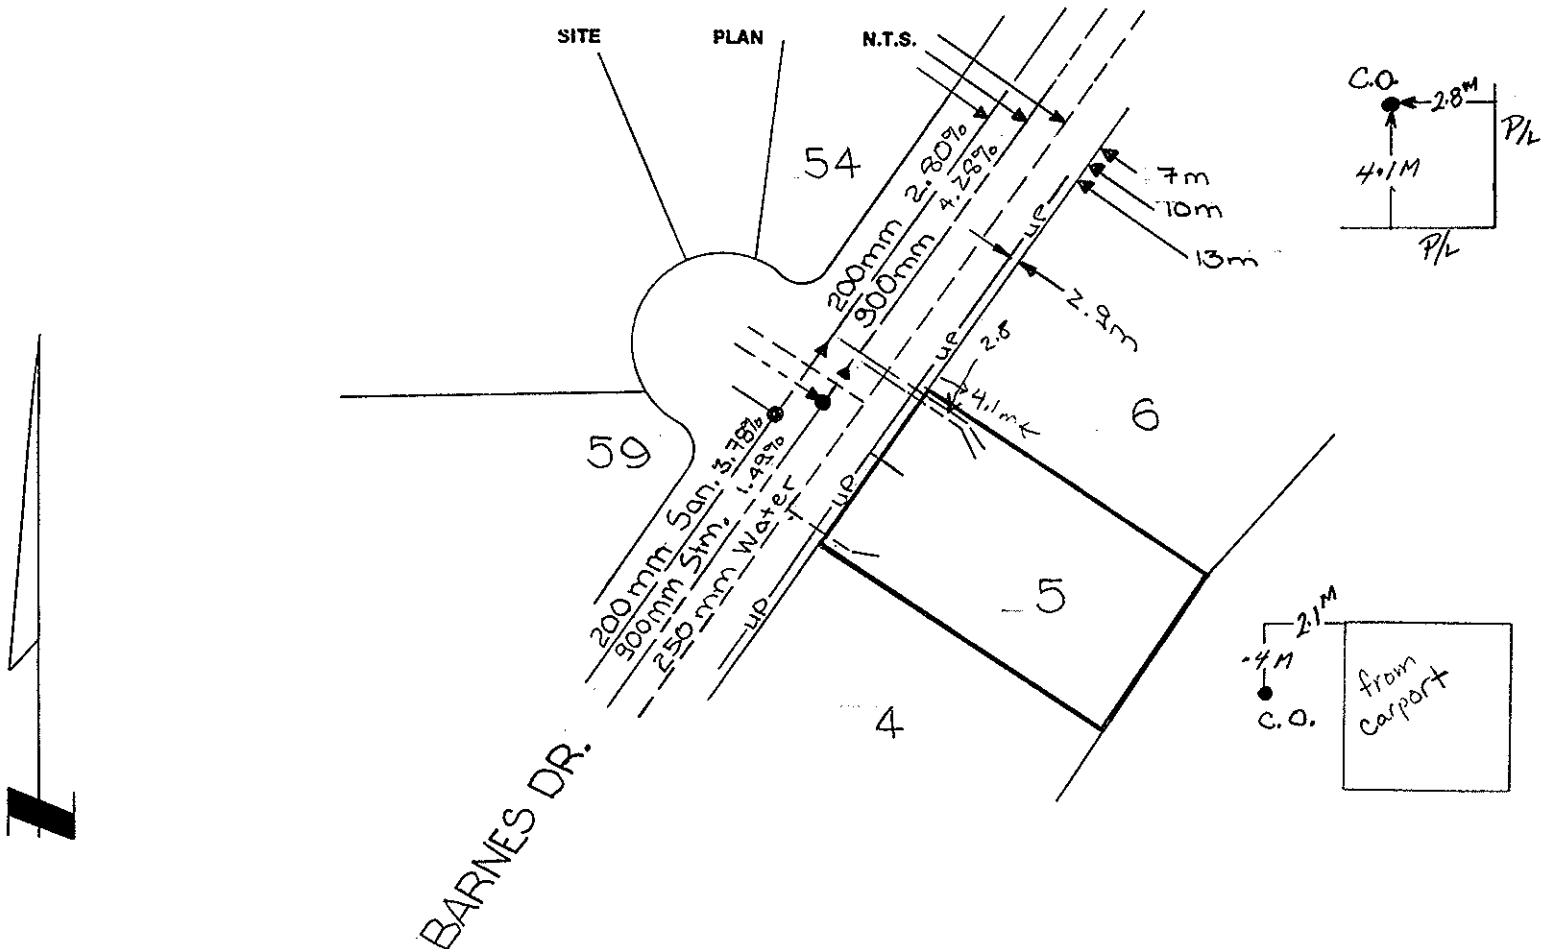 SITE PLAN N.T.S.
C.O.
2.8M
P/L
4.1M
P/L
54
200mm 2.80%
900mm 4.28%
7m
10m
13m
up
2.9m
up
2.8
4.1m
6
59
200mm San. 3.78%
900mm Stm. 1.49%
250mm Water
up
up
5
4
2.1M
.4M
C.O.
from
carport
BARNES DR.